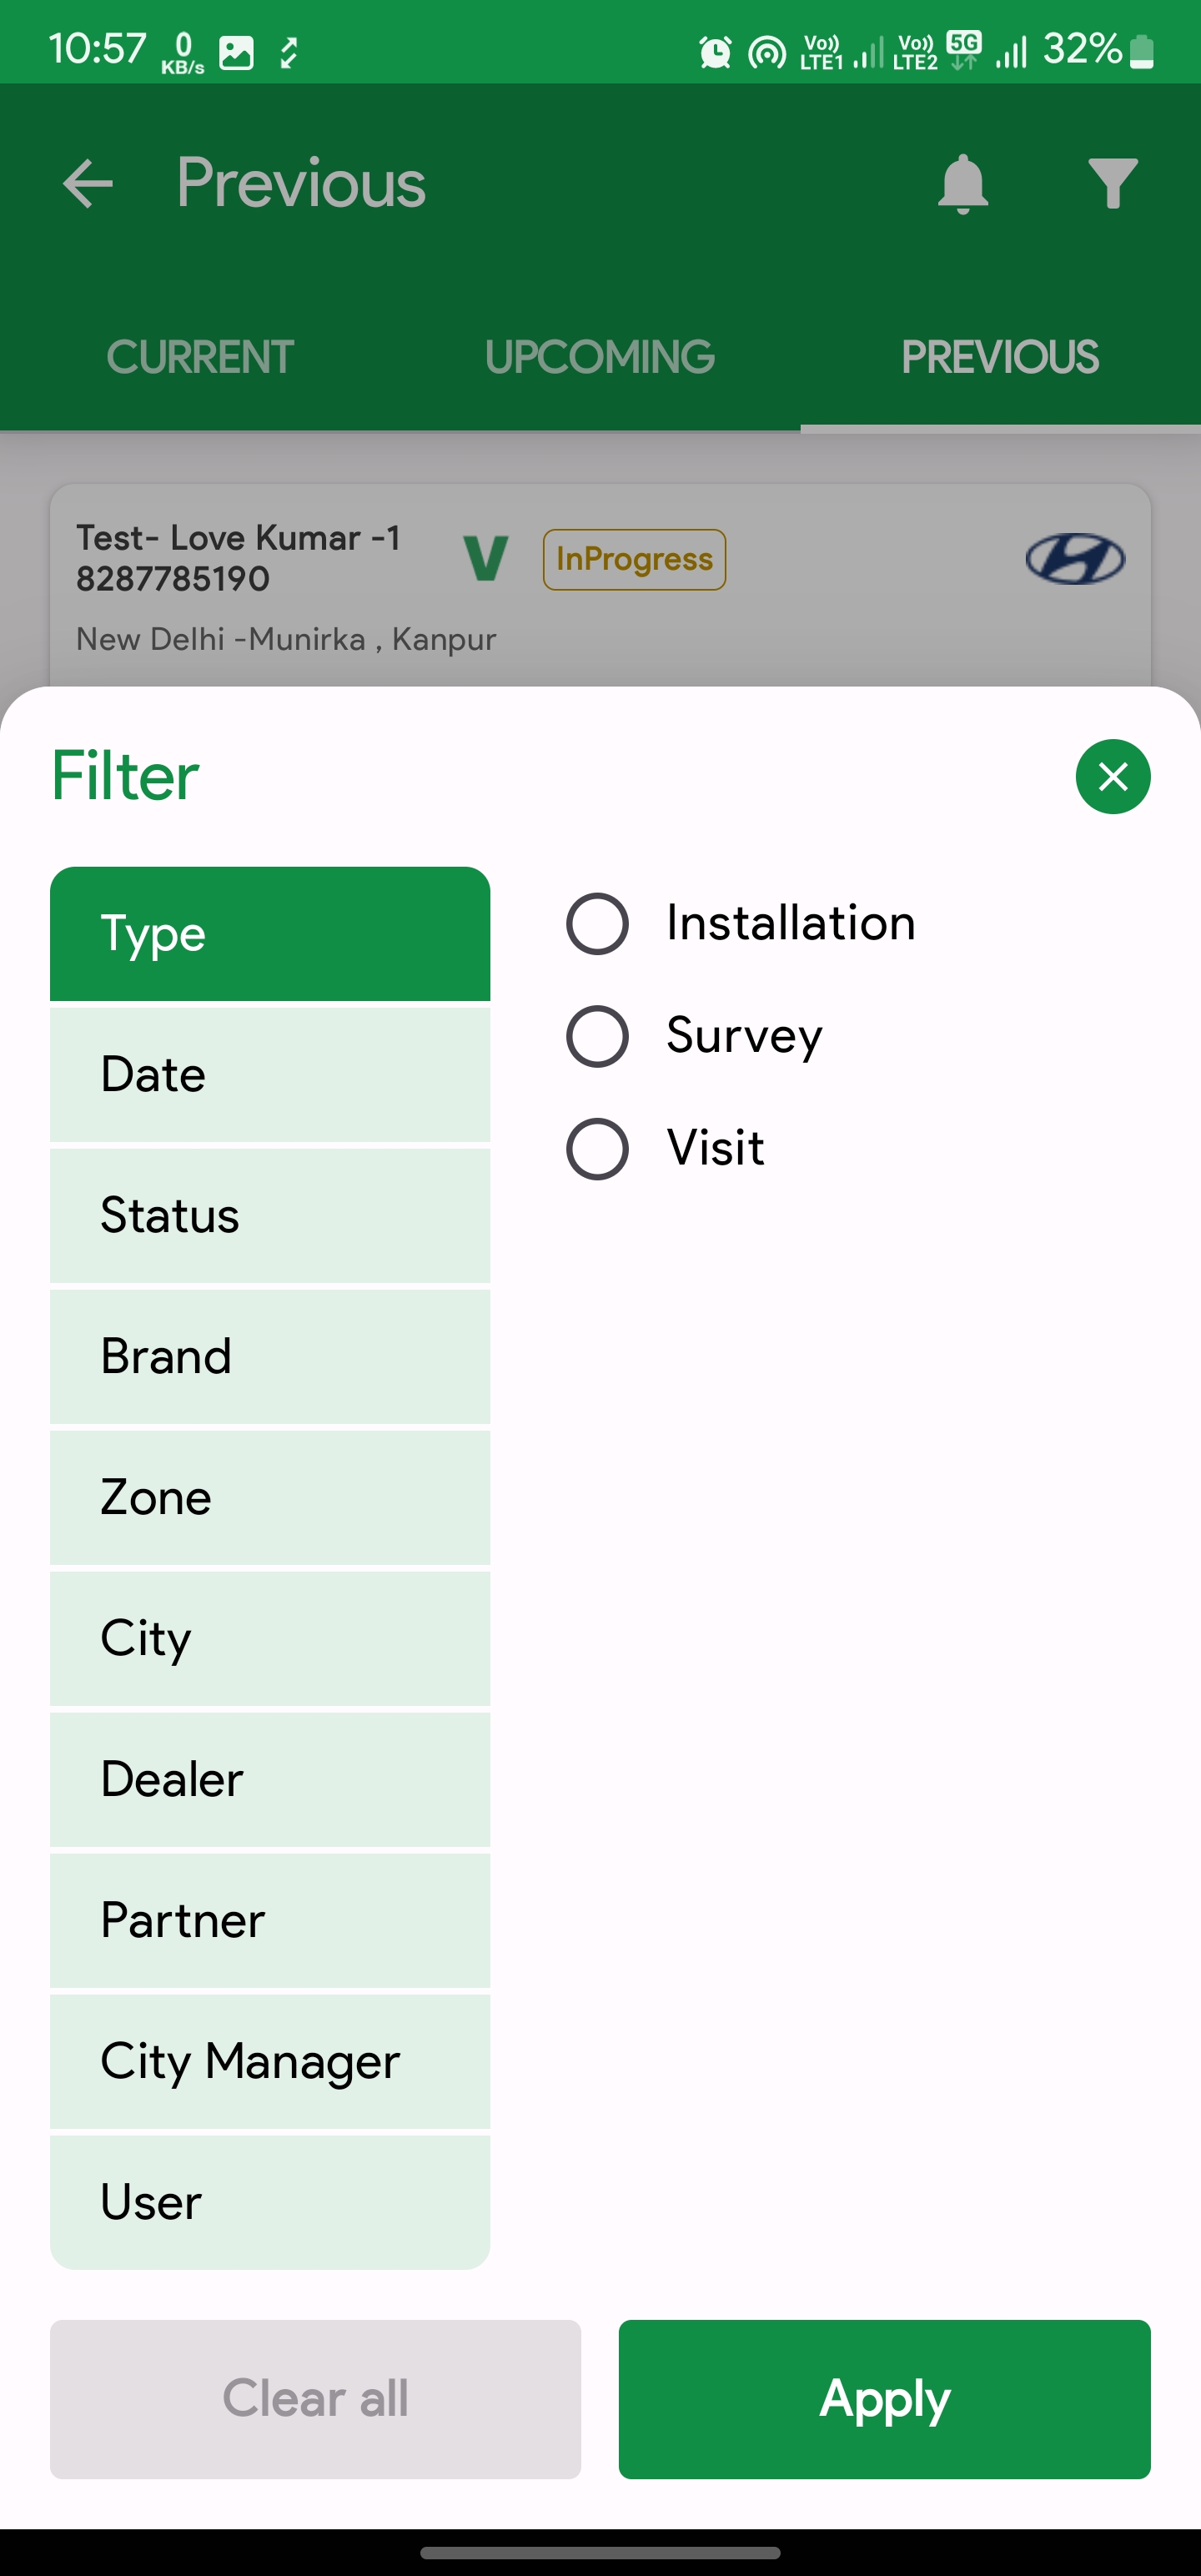 10:57 0 KB/s Vo)) LTE1 Vo)) LTE2 5G 32%
Previous
CURRENT UPCOMING PREVIOUS
Test- Love Kumar -1
8287785190
V
InProgress
New Delhi -Munirka , Kanpur
Filter
Type
Installation
Date
Survey
Visit
Status
Brand
Zone
City
Dealer
Partner
City Manager
User
Clear all
Apply